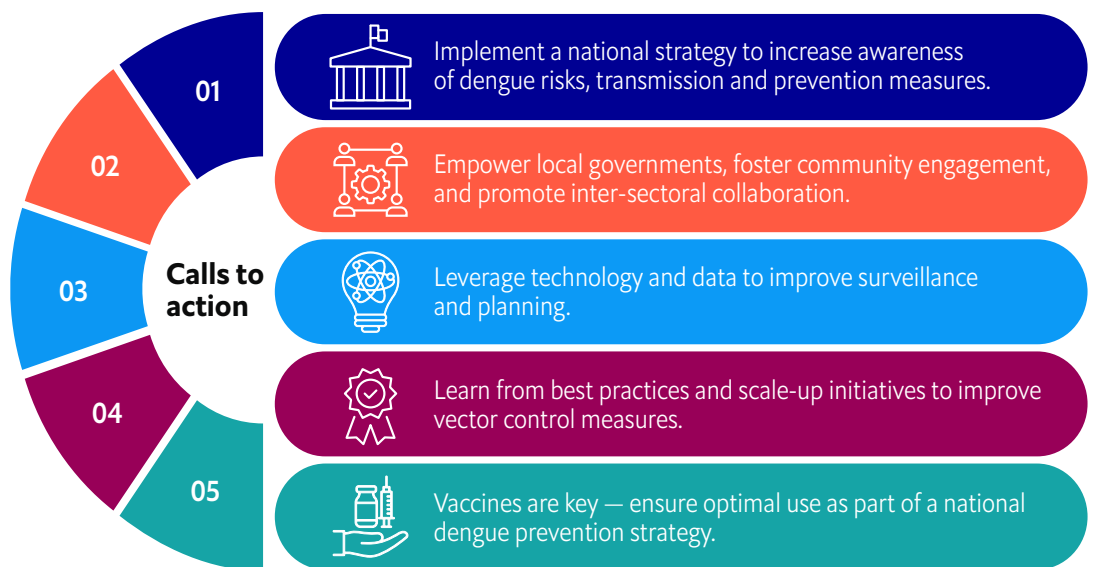 Calls to
action
01
Implement a national strategy to increase awareness
of dengue risks, transmission and prevention measures.
02
Empower local governments, foster community engagement,
and promote inter-sectoral collaboration.
03
Leverage technology and data to improve surveillance
and planning.
04
Learn from best practices and scale-up initiatives to improve
vector control measures.
05
Vaccines are key — ensure optimal use as part of a national
dengue prevention strategy.